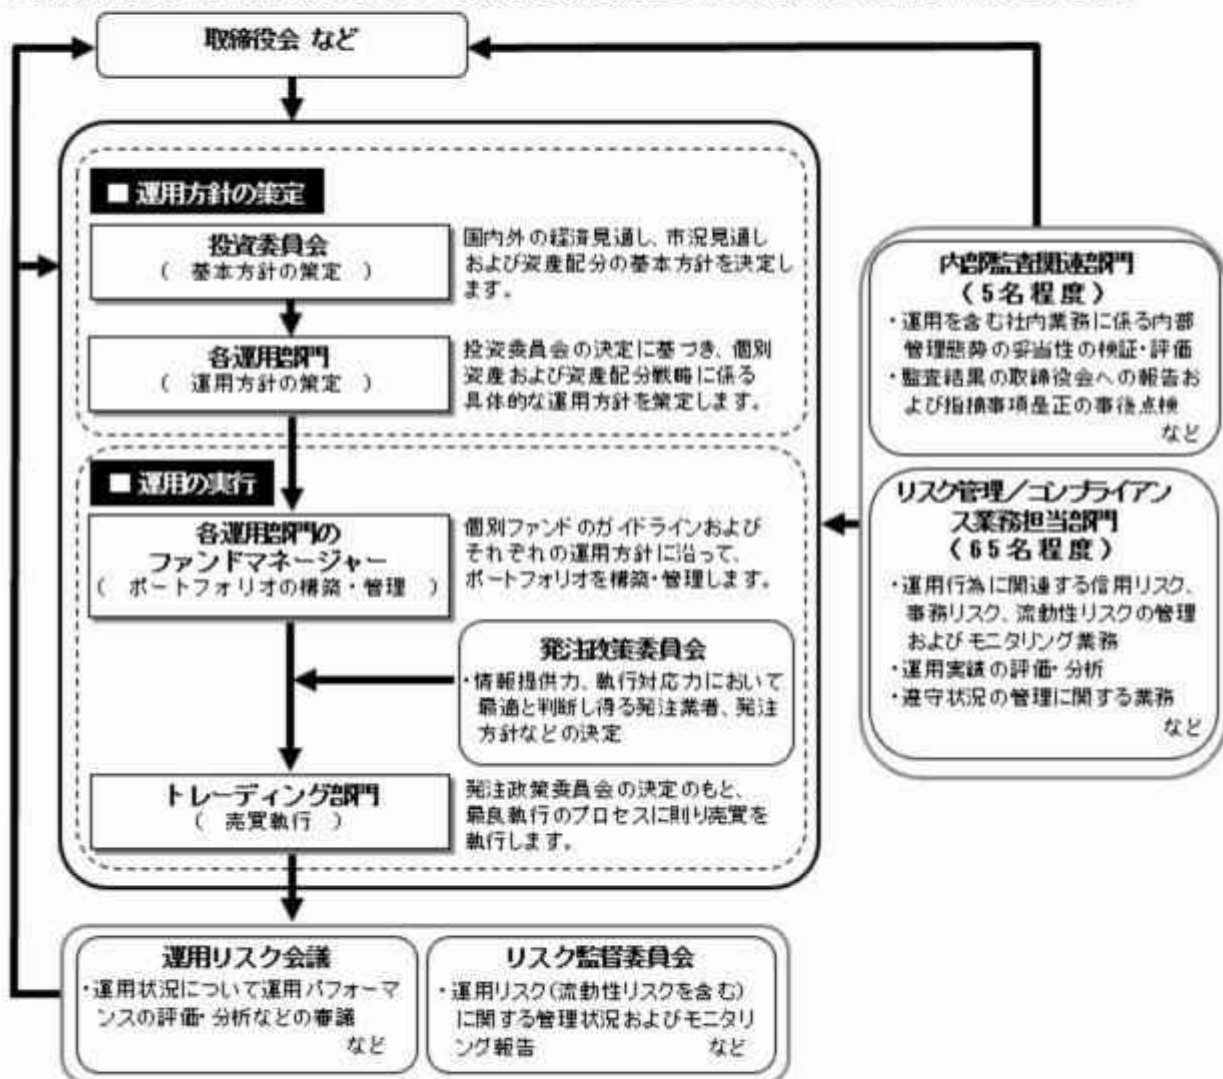 取締役会 など
■ 運用方針の策定
投資委員会
( 基本方針の策定 )
国内外の経済見通し、市況見通し
および資産配分の基本方針を決定し
ます。
各運用部門
( 運用方針の策定 )
投資委員会の決定に基づき、個別
資産および資産配分戦略に係る
具体的な運用方針を策定します。
■ 運用の実行
各運用部門の
ファンドマネージャー
( ポートフォリオの構築・管理 )
個別ファンドのガイドラインおよび
それぞれの運用方針に沿って、
ポートフォリオを構築・管理します。
発注政策委員会
・情報提供力、執行対応力において
最適と判断し得る発注業者、発注
方針などの決定
トレーディング部門
( 売買執行 )
発注政策委員会の決定のもと、
最良執行のプロセスに則り売買を
執行します。
内部監査関連部門
(5名程度)
・運用を含む社内業務に係る内部
管理態勢の妥当性の検証・評価
・監査結果の取締役会への報告お
よび指摘事項是正の事後点検
など
リスク管理/コンプライアン
ス業務担当部門
(65名程度)
・運用行為に関連する信用リスク、
事務リスク、流動性リスクの管理
およびモニタリング業務
・運用実績の評価・分析
・遵守状況の管理に関する業務
など
運用リスク会議
・運用状況について運用パフォーマ
ンスの評価・分析などの審議
など
リスク監督委員会
・運用リスク(流動性リスクを含む)
に関する管理状況およびモニタリ
ング報告 など